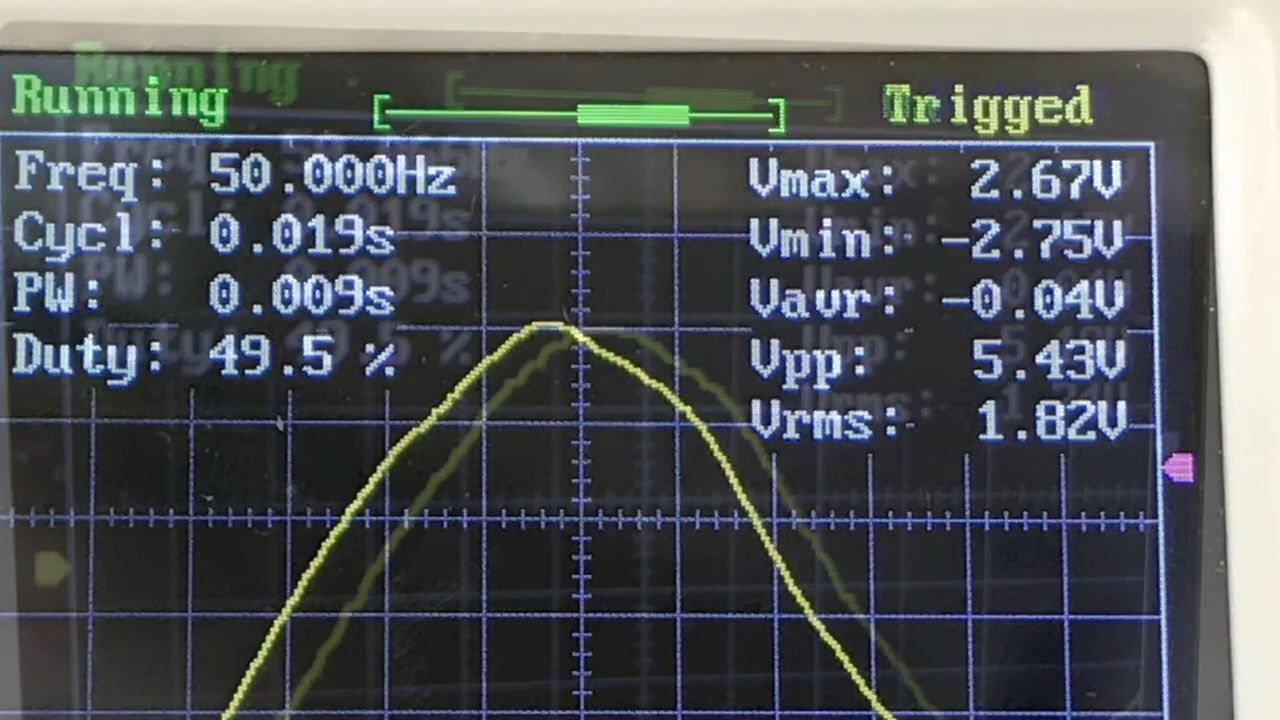 Running Trigged
Freq: 50.000Hz Vmax: 2.67V
Cycl: 0.019s Vmin: -2.75V
PW: 0.009s Vavr: -0.04V
Duty: 49.5 % Vpp: 5.43V
Vrms: 1.82V